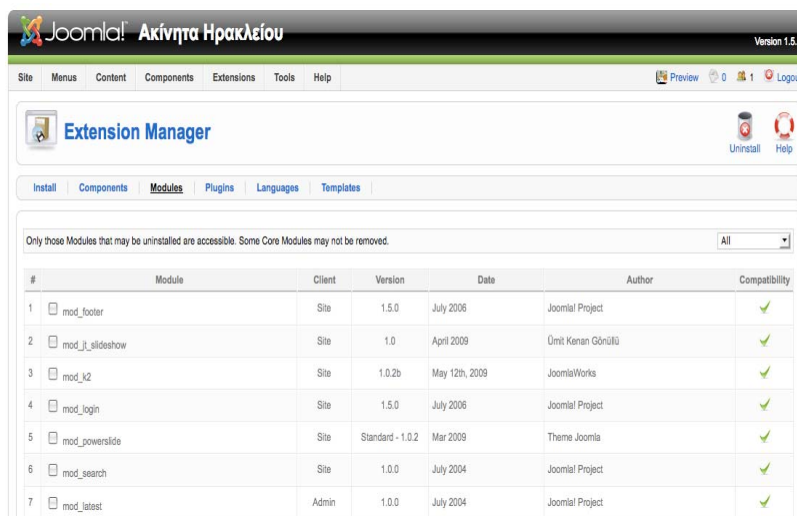 Joomla! Ακίνητα Ηρακλείου
Version 1.5.
Site Menus Content Components Extensions Tools Help Preview 0 1 Logou
Extension Manager
Uninstall Help
Install Components Modules Plugins Languages Templates
Only those Modules that may be uninstalled are accessible. Some Core Modules may not be removed. All
# Module Client Version Date Author Compatibility
1 mod_footer Site 1.5.0 July 2006 Joomla! Project
2 mod_jt_slideshow Site 1.0 April 2009 Ümit Kenan Gönüllü
3 mod_k2 Site 1.0.2b May 12th, 2009 JoomlaWorks
4 mod_login Site 1.5.0 July 2006 Joomla! Project
5 mod_powerslide Site Standard - 1.0.2 Mar 2009 Theme Joomla
6 mod_search Site 1.0.0 July 2004 Joomla! Project
7 mod_latest Admin 1.0.0 July 2004 Joomla! Project